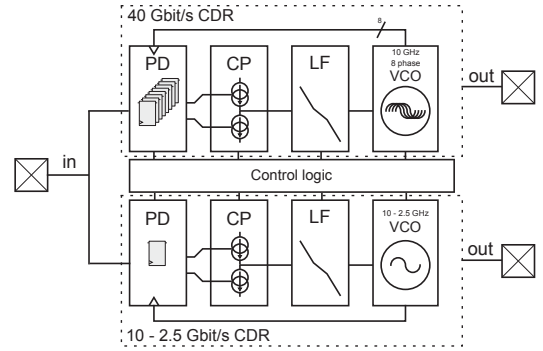 40 Gbit/s CDR
8
PD
CP
LF
10 GHz
8 phase
VCO
out
in
Control logic
PD
CP
LF
10 - 2.5 GHz
VCO
out
10 - 2.5 Gbit/s CDR